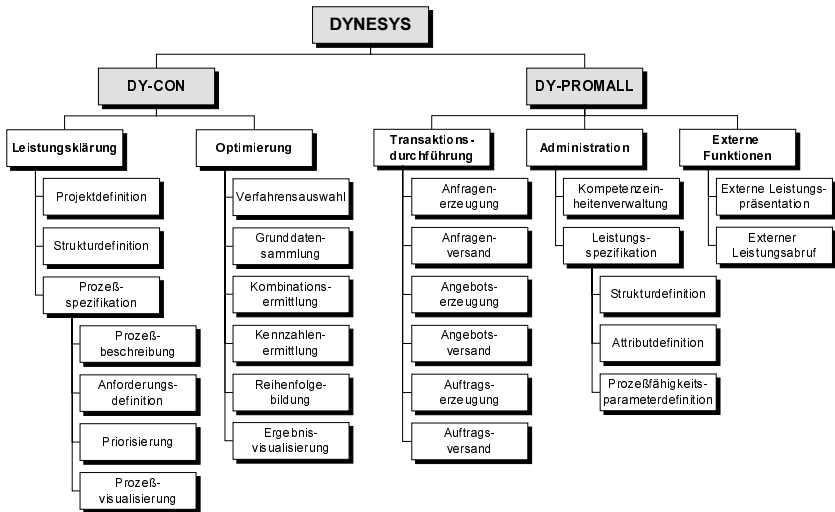 DYNESYS
DY-CON
DY-PROMALL
Leistungsklärung
Projektdefinition
Strukturdefinition
Prozeß-
spezifikation
Prozeß-
beschreibung
Anforderungs-
definition
Priorisierung
Prozeß-
visualisierung
Optimierung
Verfahrensauswahl
Grunddaten-
sammlung
Kombinations-
ermittlung
Kennzahlen-
ermittlung
Reihenfolge-
bildung
Ergebnis-
visualisierung
Transaktions-
durchführung
Anfragen-
erzeugung
Anfragen-
versand
Angebots-
erzeugung
Angebots-
versand
Auftrags-
erzeugung
Auftrags-
versand
Administration
Kompetenzein-
heitenverwaltung
Leistungs-
spezifikation
Strukturdefinition
Attributdefinition
Prozeßfähigkeits-
parameterdefinition
Externe
Funktionen
Externe Leistungs-
präsentation
Externer
Leistungsabruf